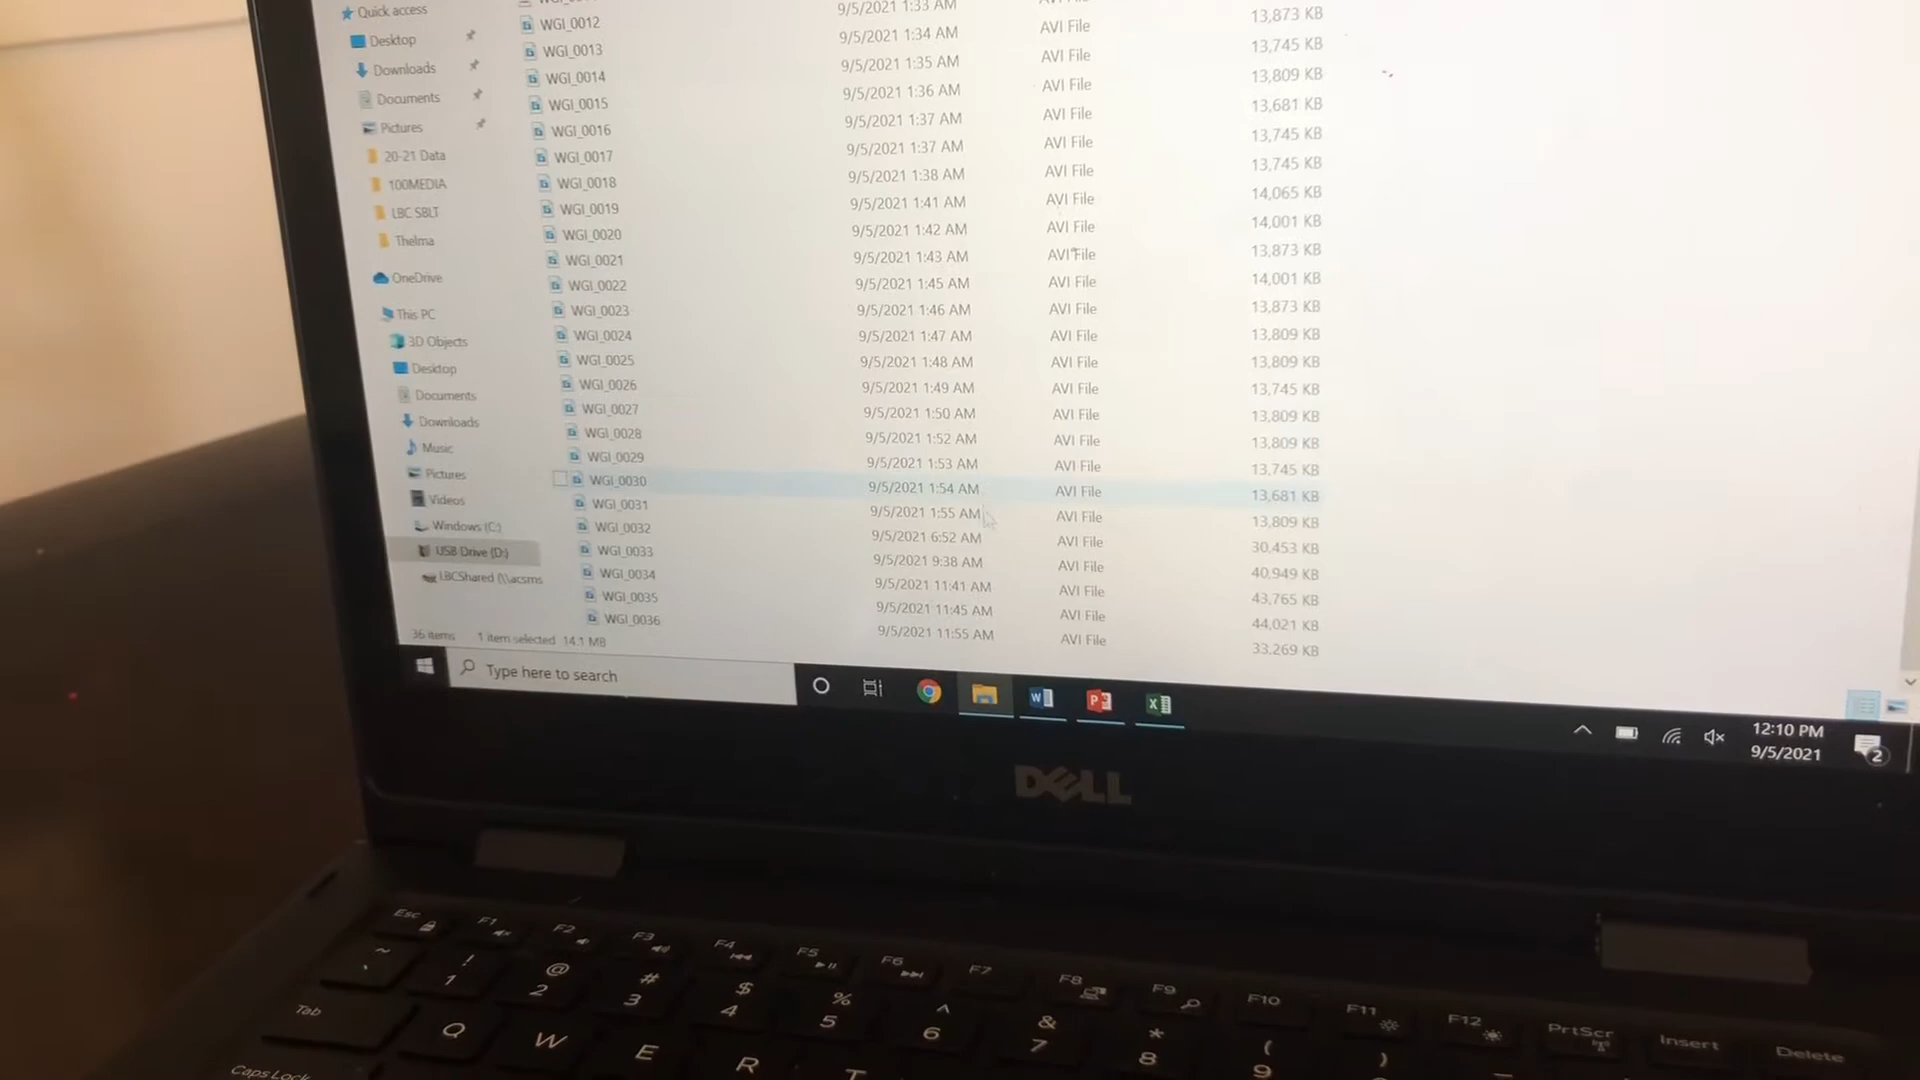 Quick access
Desktop
Downloads
Documents
Pictures
20-21 Data
100MEDIA
LBC SBLT
Thelma
OneDrive
This PC
3D Objects
Desktop
Documents
Downloads
Music
Pictures
Videos
Windows (C:)
USB Drive (D:)
LBCShared (\\acsms
WGI_0012 9/5/2021 1:33 AM
WGI_0013 9/5/2021 1:34 AM AVI File 13,873 KB
WGI_0014 9/5/2021 1:35 AM AVI File 13,745 KB
WGI_0015 9/5/2021 1:36 AM AVI File 13,809 KB
WGI_0016 9/5/2021 1:37 AM AVI File 13,681 KB
WGI_0017 9/5/2021 1:37 AM AVI File 13,745 KB
WGI_0018 9/5/2021 1:38 AM AVI File 13,745 KB
WGI_0019 9/5/2021 1:41 AM AVI File 14,065 KB
WGI_0020 9/5/2021 1:42 AM AVI File 14,001 KB
WGI_0021 9/5/2021 1:43 AM AVI File 13,873 KB
WGI_0022 9/5/2021 1:45 AM AVI File 14,001 KB
WGI_0023 9/5/2021 1:46 AM AVI File 13,873 KB
WGI_0024 9/5/2021 1:47 AM AVI File 13,809 KB
WGI_0025 9/5/2021 1:48 AM AVI File 13,809 KB
WGI_0026 9/5/2021 1:49 AM AVI File 13,745 KB
WGI_0027 9/5/2021 1:50 AM AVI File 13,809 KB
WGI_0028 9/5/2021 1:52 AM AVI File 13,809 KB
WGI_0029 9/5/2021 1:53 AM AVI File 13,745 KB
WGI_0030 9/5/2021 1:54 AM AVI File 13,681 KB
WGI_0031 9/5/2021 1:55 AM AVI File 13,809 KB
WGI_0032 9/5/2021 6:52 AM AVI File 30,453 KB
WGI_0033 9/5/2021 9:38 AM AVI File 40,949 KB
WGI_0034 9/5/2021 11:41 AM AVI File 43,765 KB
WGI_0035 9/5/2021 11:45 AM AVI File 44,021 KB
WGI_0036 9/5/2021 11:55 AM AVI File 33,269 KB
36 items 1 item selected 14.1 MB
Type here to search
12:10 PM
9/5/2021
2
DELL
Esc F1 F2 F3 F4 F5 F6 F7 F8 F9 F10 F11 F12 PrtScr Insert Delete
~ ! @ # $ % ^ & * ( )
` 1 2 3 4 5 6 7 8 9
Tab Q W E R T
Caps Lock